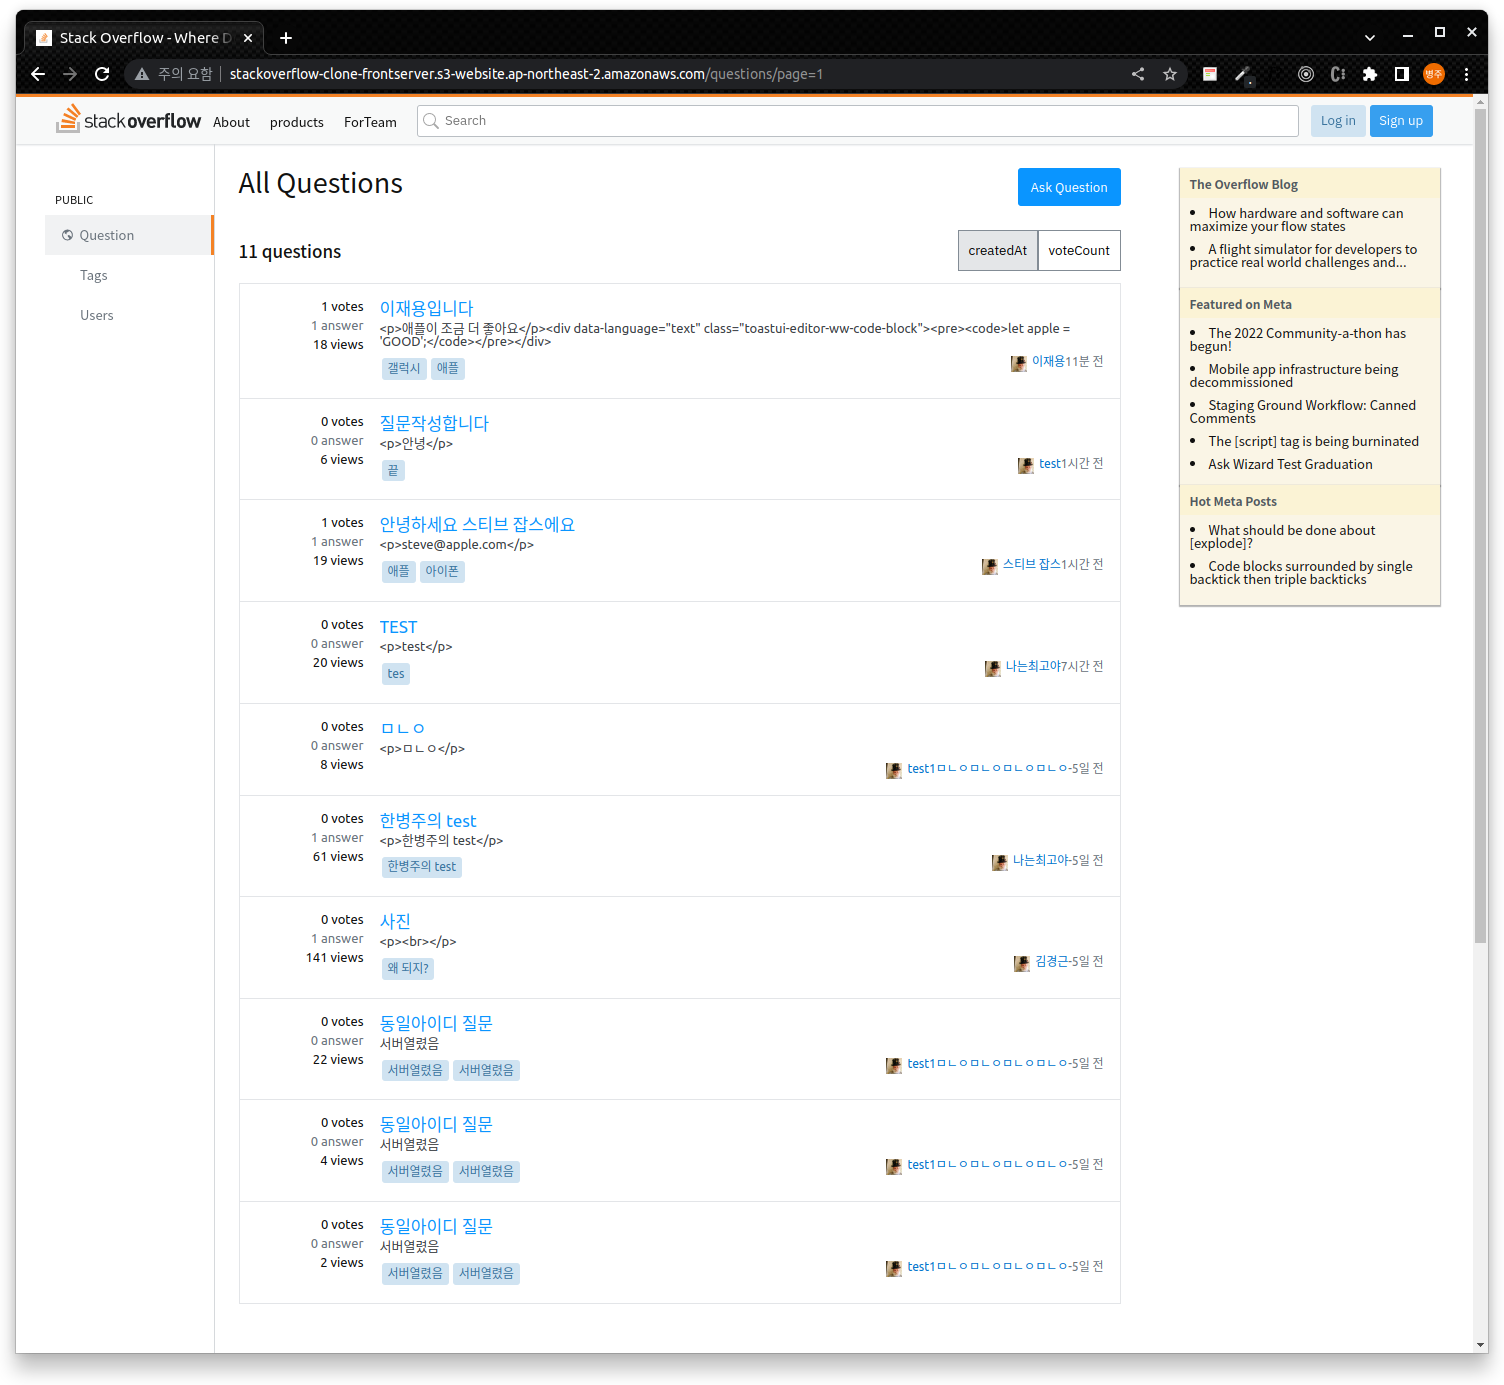 Stack Overflow - Where D
주의 요함 stackoverflow-clone-frontserver.s3-website.ap-northeast-2.amazonaws.com/questions/page=1
병주
stackoverflow About products ForTeam Search Log in Sign up
PUBLIC
Question
Tags
Users
All Questions
Ask Question
11 questions
createdAt voteCount
1 votes
1 answer
18 views
이재용입니다
<p>애플이 조금 더 좋아요</p><div data-language="text" class="toastui-editor-ww-code-block"><pre><code>let apple =
'GOOD';</code></pre></div>
갤럭시 애플
이재용11분 전
0 votes
0 answer
6 views
질문작성합니다
<p>안녕</p>
끝
test1시간 전
1 votes
1 answer
19 views
안녕하세요 스티브 잡스에요
<p>steve@apple.com</p>
애플 아이폰
스티브 잡스1시간 전
0 votes
0 answer
20 views
TEST
<p>test</p>
tes
나는최고야7시간 전
0 votes
0 answer
8 views
ㅁㄴㅇ
<p>ㅁㄴㅇ</p>
test1ㅁㄴㅇㅁㄴㅇㅁㄴㅇㅁㄴㅇ-5일 전
0 votes
1 answer
61 views
한병주의 test
<p>한병주의 test</p>
한병주의 test
나는최고야-5일 전
0 votes
1 answer
141 views
사진
<p><br></p>
왜 되지?
김경근-5일 전
0 votes
0 answer
22 views
동일아이디 질문
서버열렸음
서버열렸음 서버열렸음
test1ㅁㄴㅇㅁㄴㅇㅁㄴㅇㅁㄴㅇ-5일 전
0 votes
0 answer
4 views
동일아이디 질문
서버열렸음
서버열렸음 서버열렸음
test1ㅁㄴㅇㅁㄴㅇㅁㄴㅇㅁㄴㅇ-5일 전
0 votes
0 answer
2 views
동일아이디 질문
서버열렸음
서버열렸음 서버열렸음
test1ㅁㄴㅇㅁㄴㅇㅁㄴㅇㅁㄴㅇ-5일 전
The Overflow Blog
• How hardware and software can
maximize your flow states
• A flight simulator for developers to
practice real world challenges and...
Featured on Meta
• The 2022 Community-a-thon has
begun!
• Mobile app infrastructure being
decommissioned
• Staging Ground Workflow: Canned
Comments
• The [script] tag is being burninated
• Ask Wizard Test Graduation
Hot Meta Posts
• What should be done about
[explode]?
• Code blocks surrounded by single
backtick then triple backticks